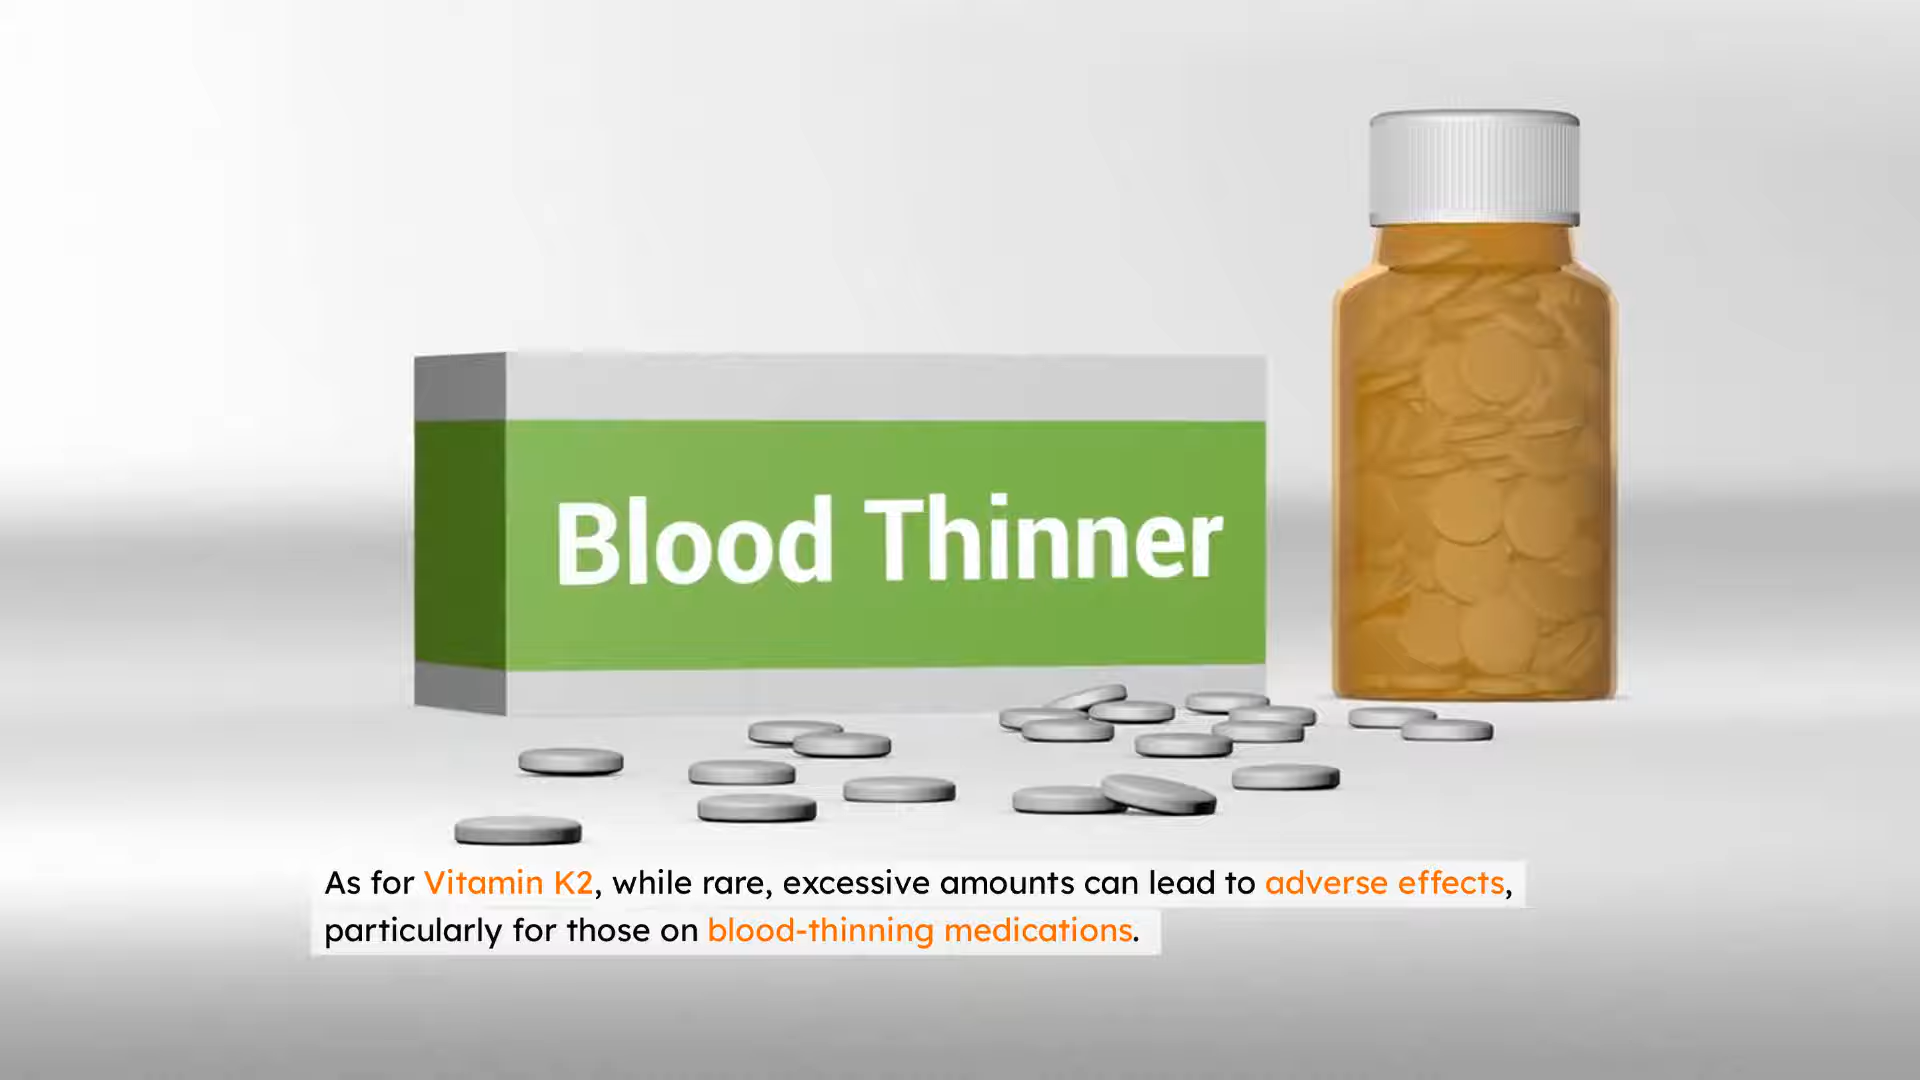 Blood Thinner
As for Vitamin K2, while rare, excessive amounts can lead to adverse effects,
particularly for those on blood-thinning medications.